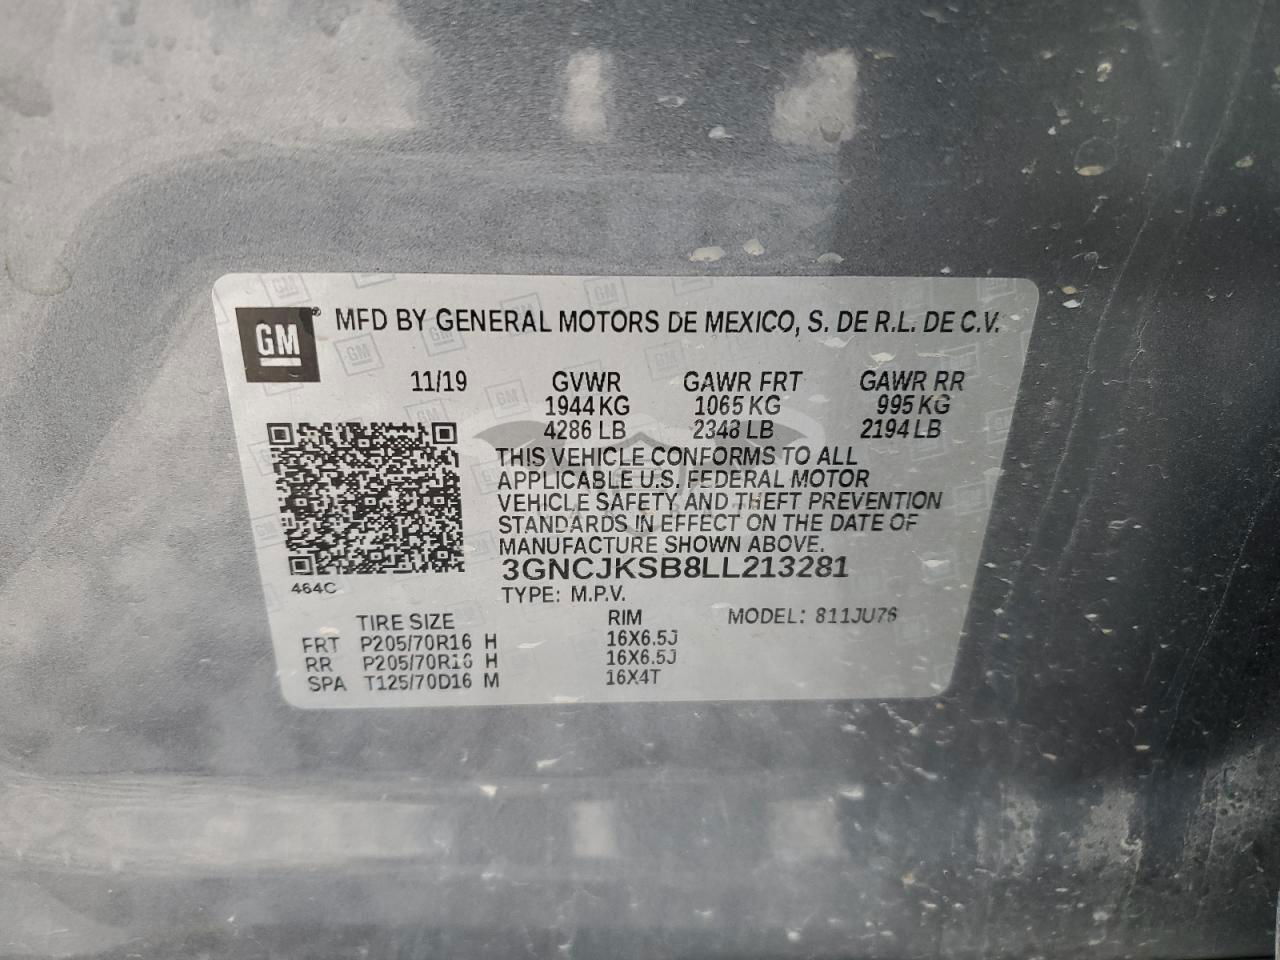 GM ® MFD BY GENERAL MOTORS DE MEXICO, S. DE R.L. DE C.V.
11/19 GVWR GAWR FRT GAWR RR
1944 KG 1065 KG 995 KG
4286 LB 2348 LB 2194 LB
THIS VEHICLE CONFORMS TO ALL
APPLICABLE U.S. FEDERAL MOTOR
VEHICLE SAFETY AND THEFT PREVENTION
STANDARDS IN EFFECT ON THE DATE OF
MANUFACTURE SHOWN ABOVE.
3GNCJKSB8LL213281
464C
TYPE: M.P.V.
TIRE SIZE RIM MODEL: 811JU76
FRT P205/70R16 H 16X6.5J
RR P205/70R16 H 16X6.5J
SPA T125/70D16 M 16X4T